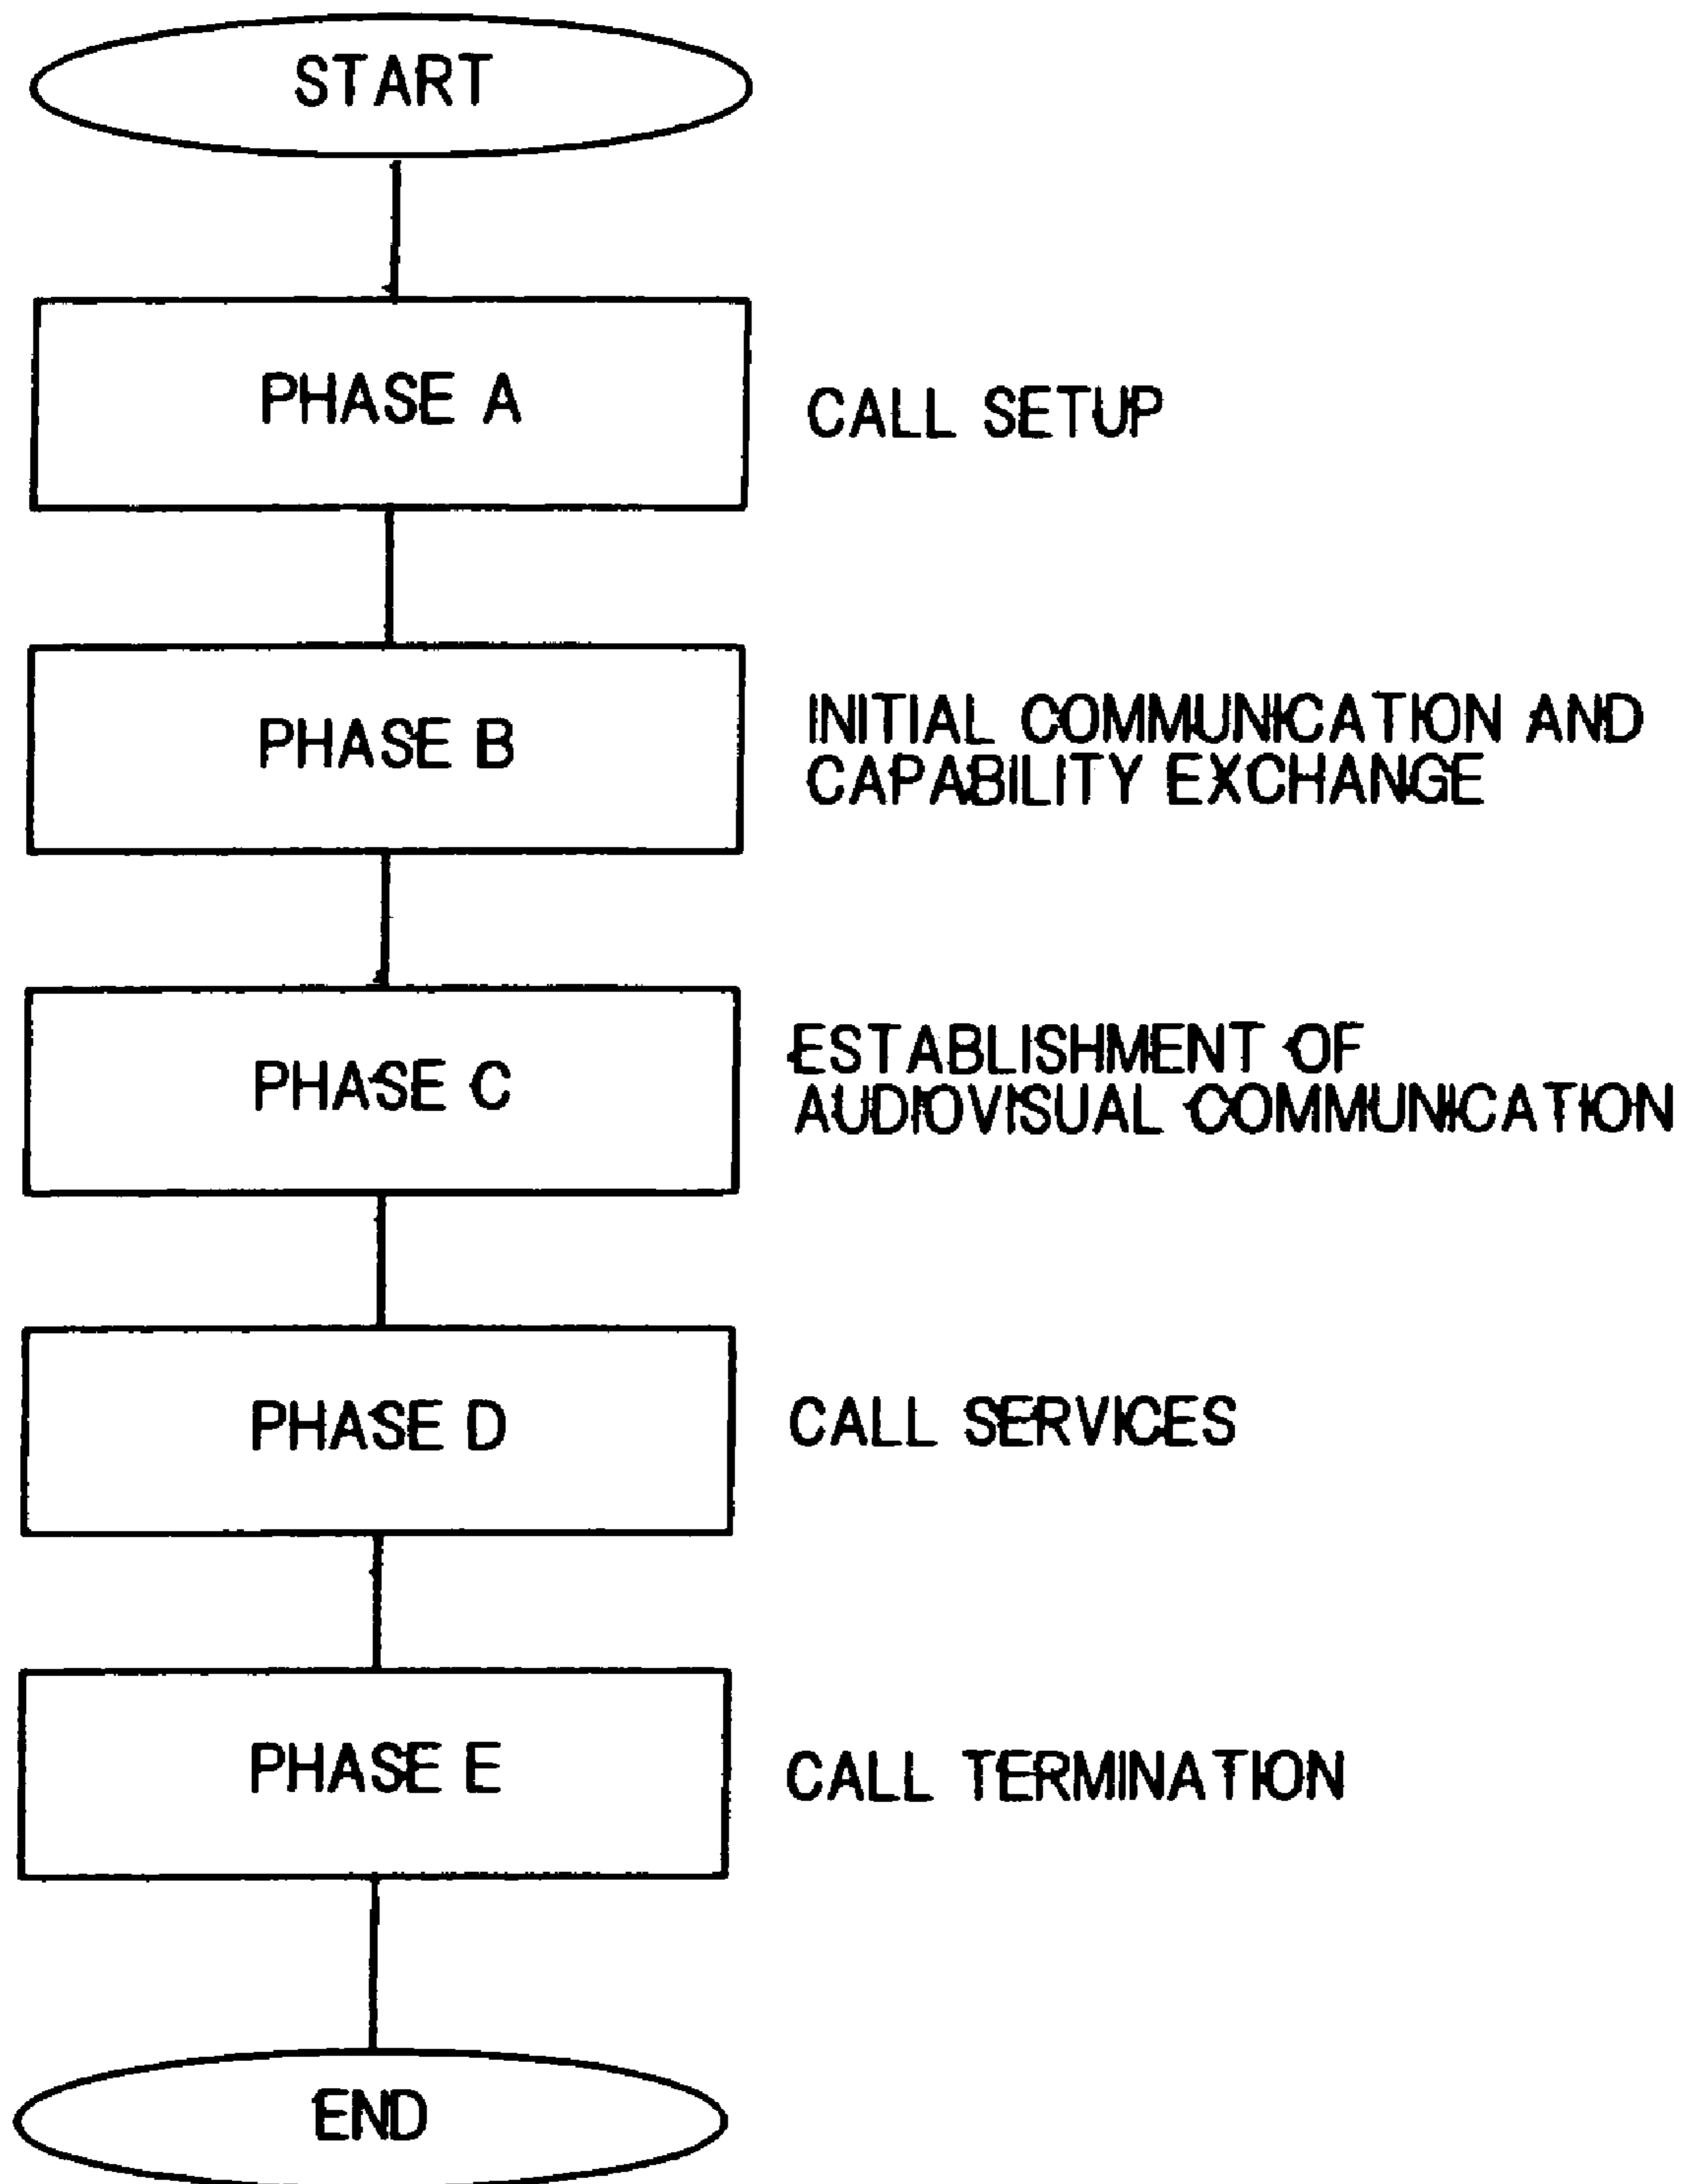 START
PHASE A
CALL SETUP
PHASE B
INITIAL COMMUNICATION AND
CAPABILITY EXCHANGE
PHASE C
ESTABLISHMENT OF
AUDIOVISUAL COMMUNICATION
PHASE D
CALL SERVICES
PHASE E
CALL TERMINATION
END